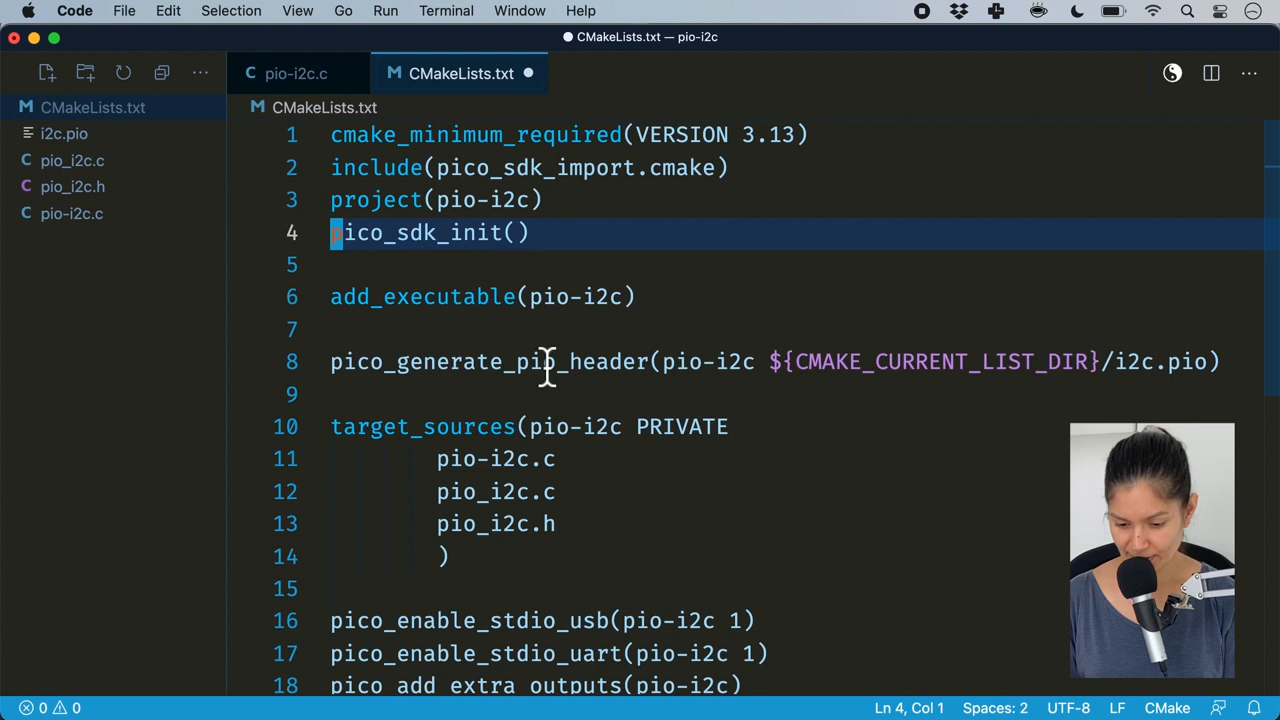 Code File Edit Selection View Go Run Terminal Window Help
CMakeLists.txt — pio-i2c
C pio-i2c.c M CMakeLists.txt
M CMakeLists.txt
i2c.pio
C pio_i2c.c
C pio_i2c.h
C pio-i2c.c
M CMakeLists.txt
1 cmake_minimum_required(VERSION 3.13)
2 include(pico_sdk_import.cmake)
3 project(pio-i2c)
4 pico_sdk_init()
5
6 add_executable(pio-i2c)
7
8 pico_generate_pio_header(pio-i2c ${CMAKE_CURRENT_LIST_DIR}/i2c.pio)
9
10 target_sources(pio-i2c PRIVATE
11 pio-i2c.c
12 pio_i2c.c
13 pio_i2c.h
14 )
15
16 pico_enable_stdio_usb(pio-i2c 1)
17 pico_enable_stdio_uart(pio-i2c 1)
18 pico_add_extra_outputs(pio-i2c)
0 0 Ln 4, Col 1 Spaces: 2 UTF-8 LF CMake